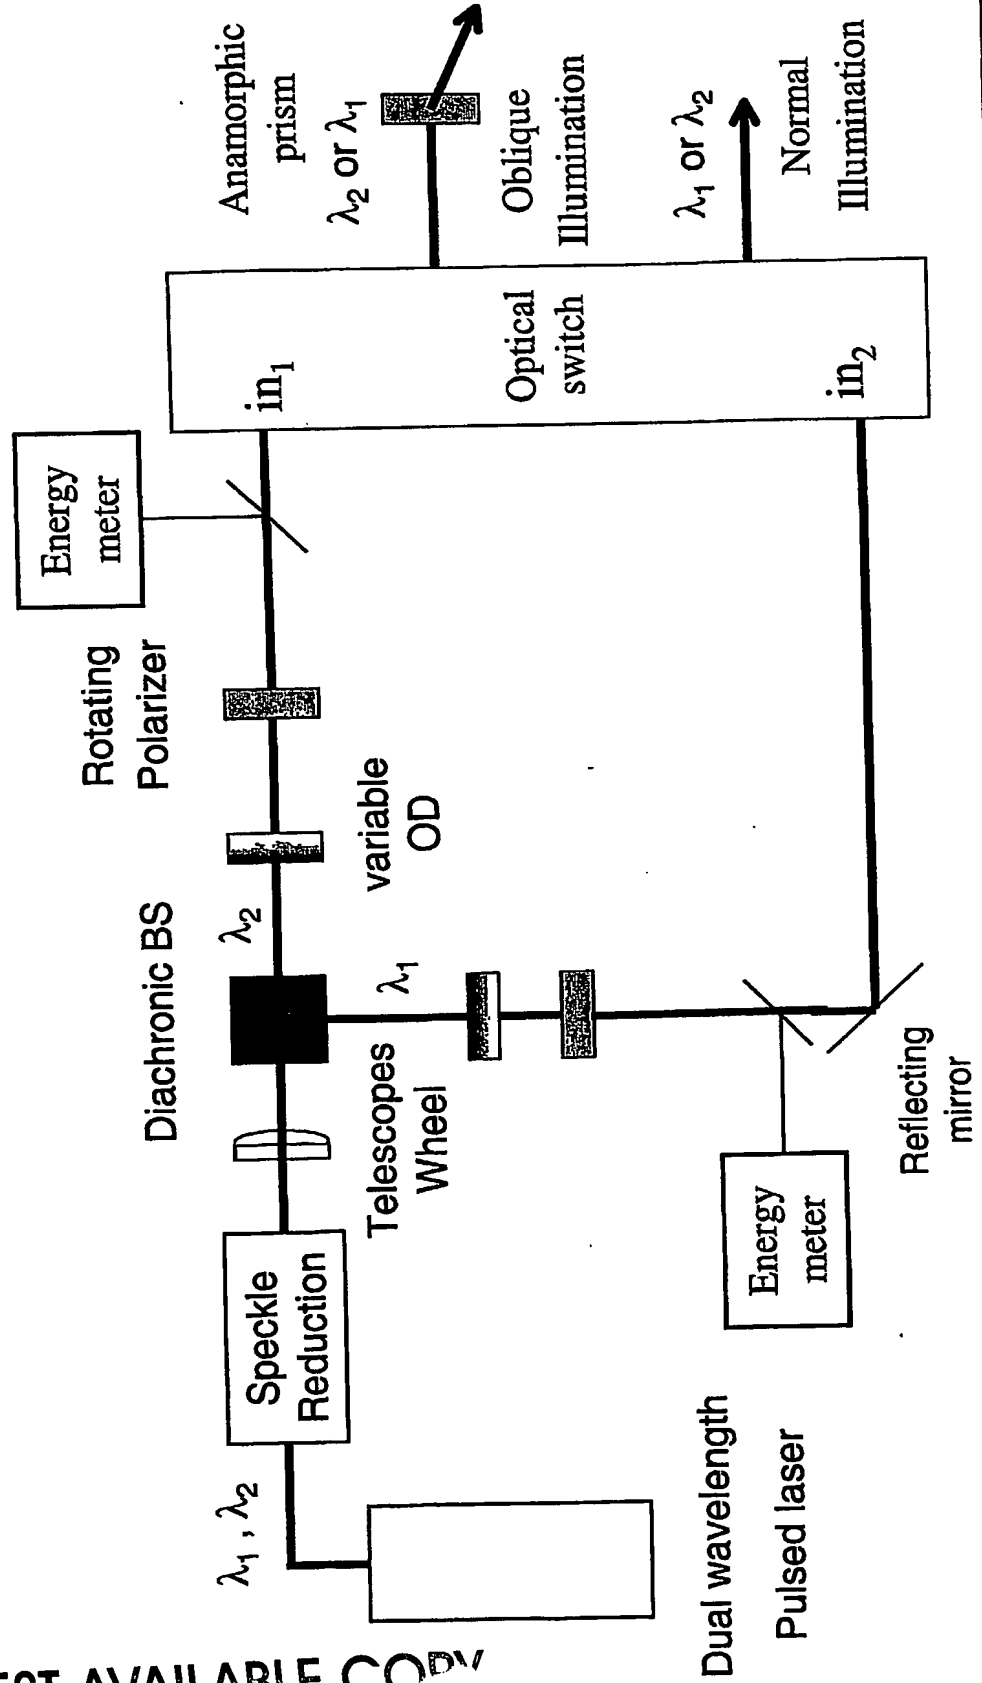 λ₁ , λ₂
Speckle
Reduction
Dual wavelength
Pulsed laser
Telescopes
Wheel
Diachronic BS
λ₂
λ₁
variable
OD
Rotating
Polarizer
Energy
meter
Energy
meter
Reflecting
mirror
in₁
Optical
switch
in₂
Anamorphic
prism
λ₂ or λ₁
Oblique
Illumination
λ₁ or λ₂
Normal
Illumination
AVAILABLE COPY